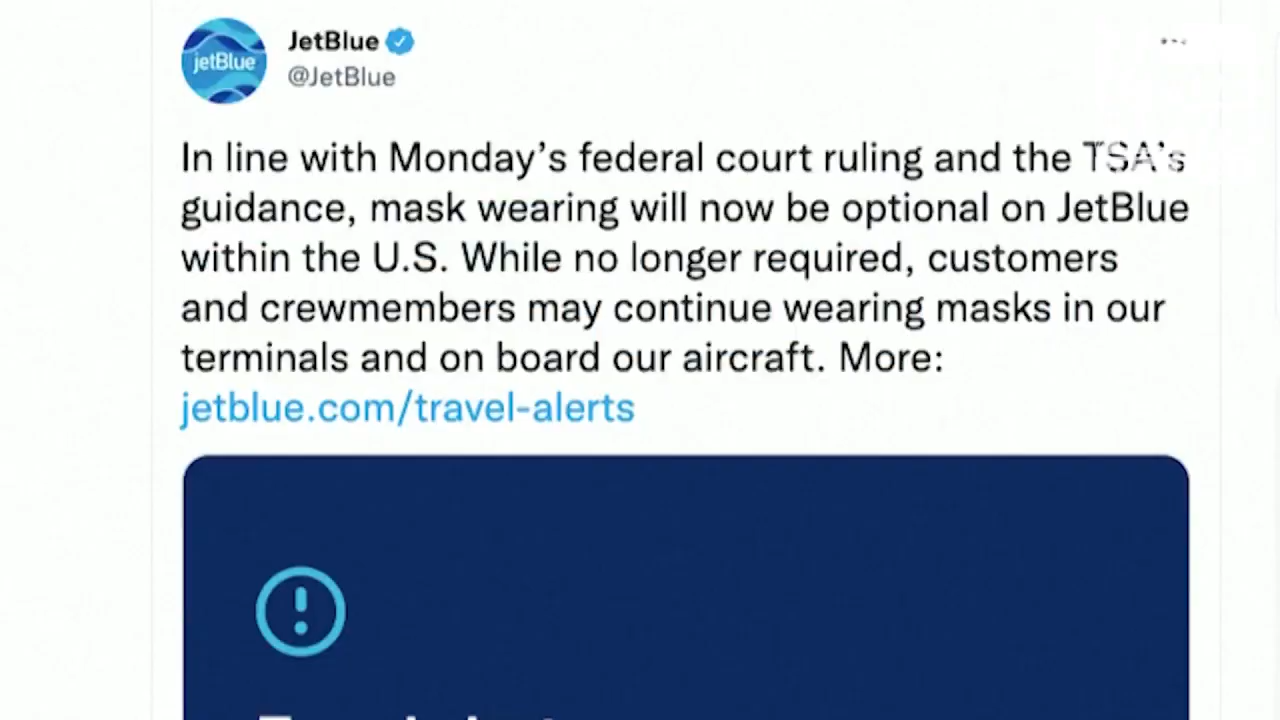 jetBlue
JetBlue
@JetBlue
In line with Monday's federal court ruling and the TSA's
guidance, mask wearing will now be optional on JetBlue
within the U.S. While no longer required, customers
and crewmembers may continue wearing masks in our
terminals and on board our aircraft. More:
jetblue.com/travel-alerts